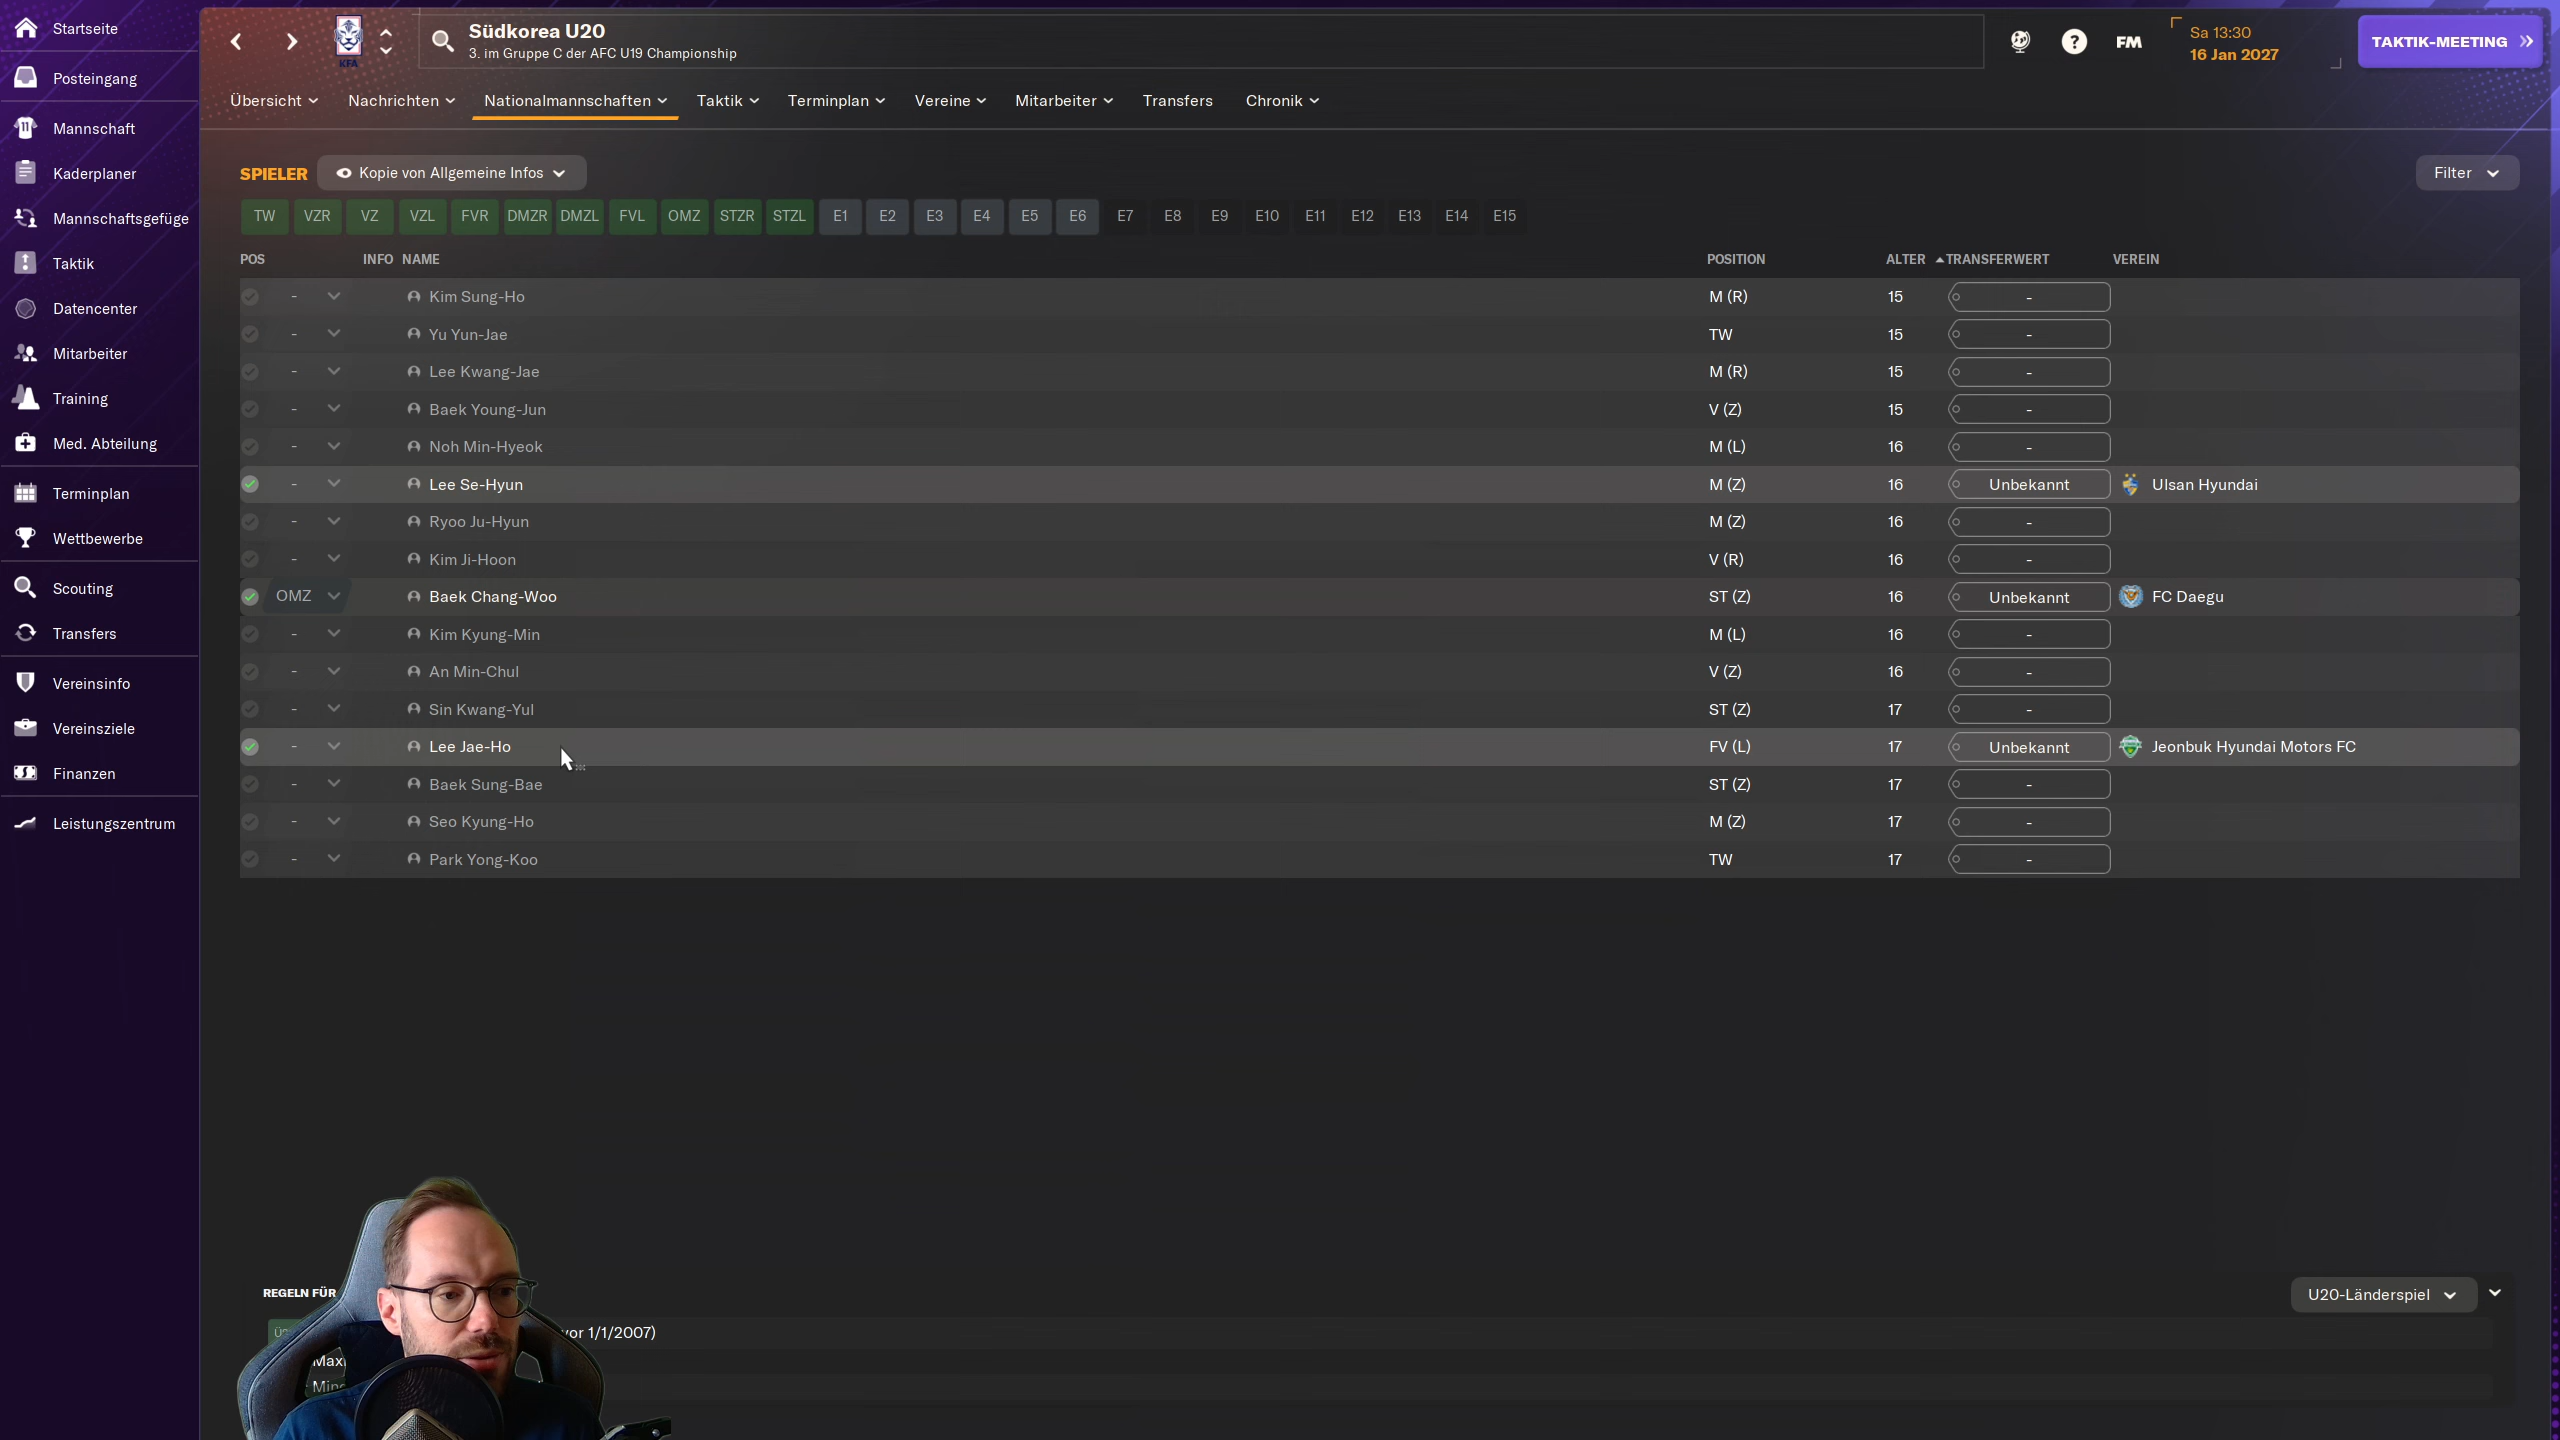 Startseite
Posteingang
Mannschaft
Kaderplaner
Mannschaftsgefüge
Taktik
Datencenter
Mitarbeiter
Training
Med. Abteilung
Terminplan
Wettbewerbe
Scouting
Transfers
Vereinsinfo
Vereinsziele
Finanzen
Leistungszentrum
KFA
Südkorea U20
3. im Gruppe C der AFC U19 Championship
FM
Sa 13:30
16 Jan 2027
TAKTIK-MEETING
Übersicht Nachrichten Nationalmannschaften Taktik Terminplan Vereine Mitarbeiter Transfers Chronik
SPIELER Kopie von Allgemeine Infos Filter
TW VZR VZ VZL FVR DMZR DMZL FVL OMZ STZR STZL E1 E2 E3 E4 E5 E6 E7 E8 E9 E10 E11 E12 E13 E14 E15
POS INFO NAME POSITION ALTER TRANSFERWERT VEREIN
- Kim Sung-Ho M (R) 15 -
- Yu Yun-Jae TW 15 -
- Lee Kwang-Jae M (R) 15 -
- Baek Young-Jun V (Z) 15 -
- Noh Min-Hyeok M (L) 16 -
- Lee Se-Hyun M (Z) 16 Unbekannt Ulsan Hyundai
- Ryoo Ju-Hyun M (Z) 16 -
- Kim Ji-Hoon V (R) 16 -
OMZ Baek Chang-Woo ST (Z) 16 Unbekannt FC Daegu
- Kim Kyung-Min M (L) 16 -
- An Min-Chul V (Z) 16 -
- Sin Kwang-Yul ST (Z) 17 -
- Lee Jae-Ho FV (L) 17 Unbekannt Jeonbuk Hyundai Motors FC
- Baek Sung-Bae ST (Z) 17 -
- Seo Kyung-Ho M (Z) 17 -
- Park Yong-Koo TW 17 -
REGELN FÜR U20-Länderspiel
vor 1/1/2007)